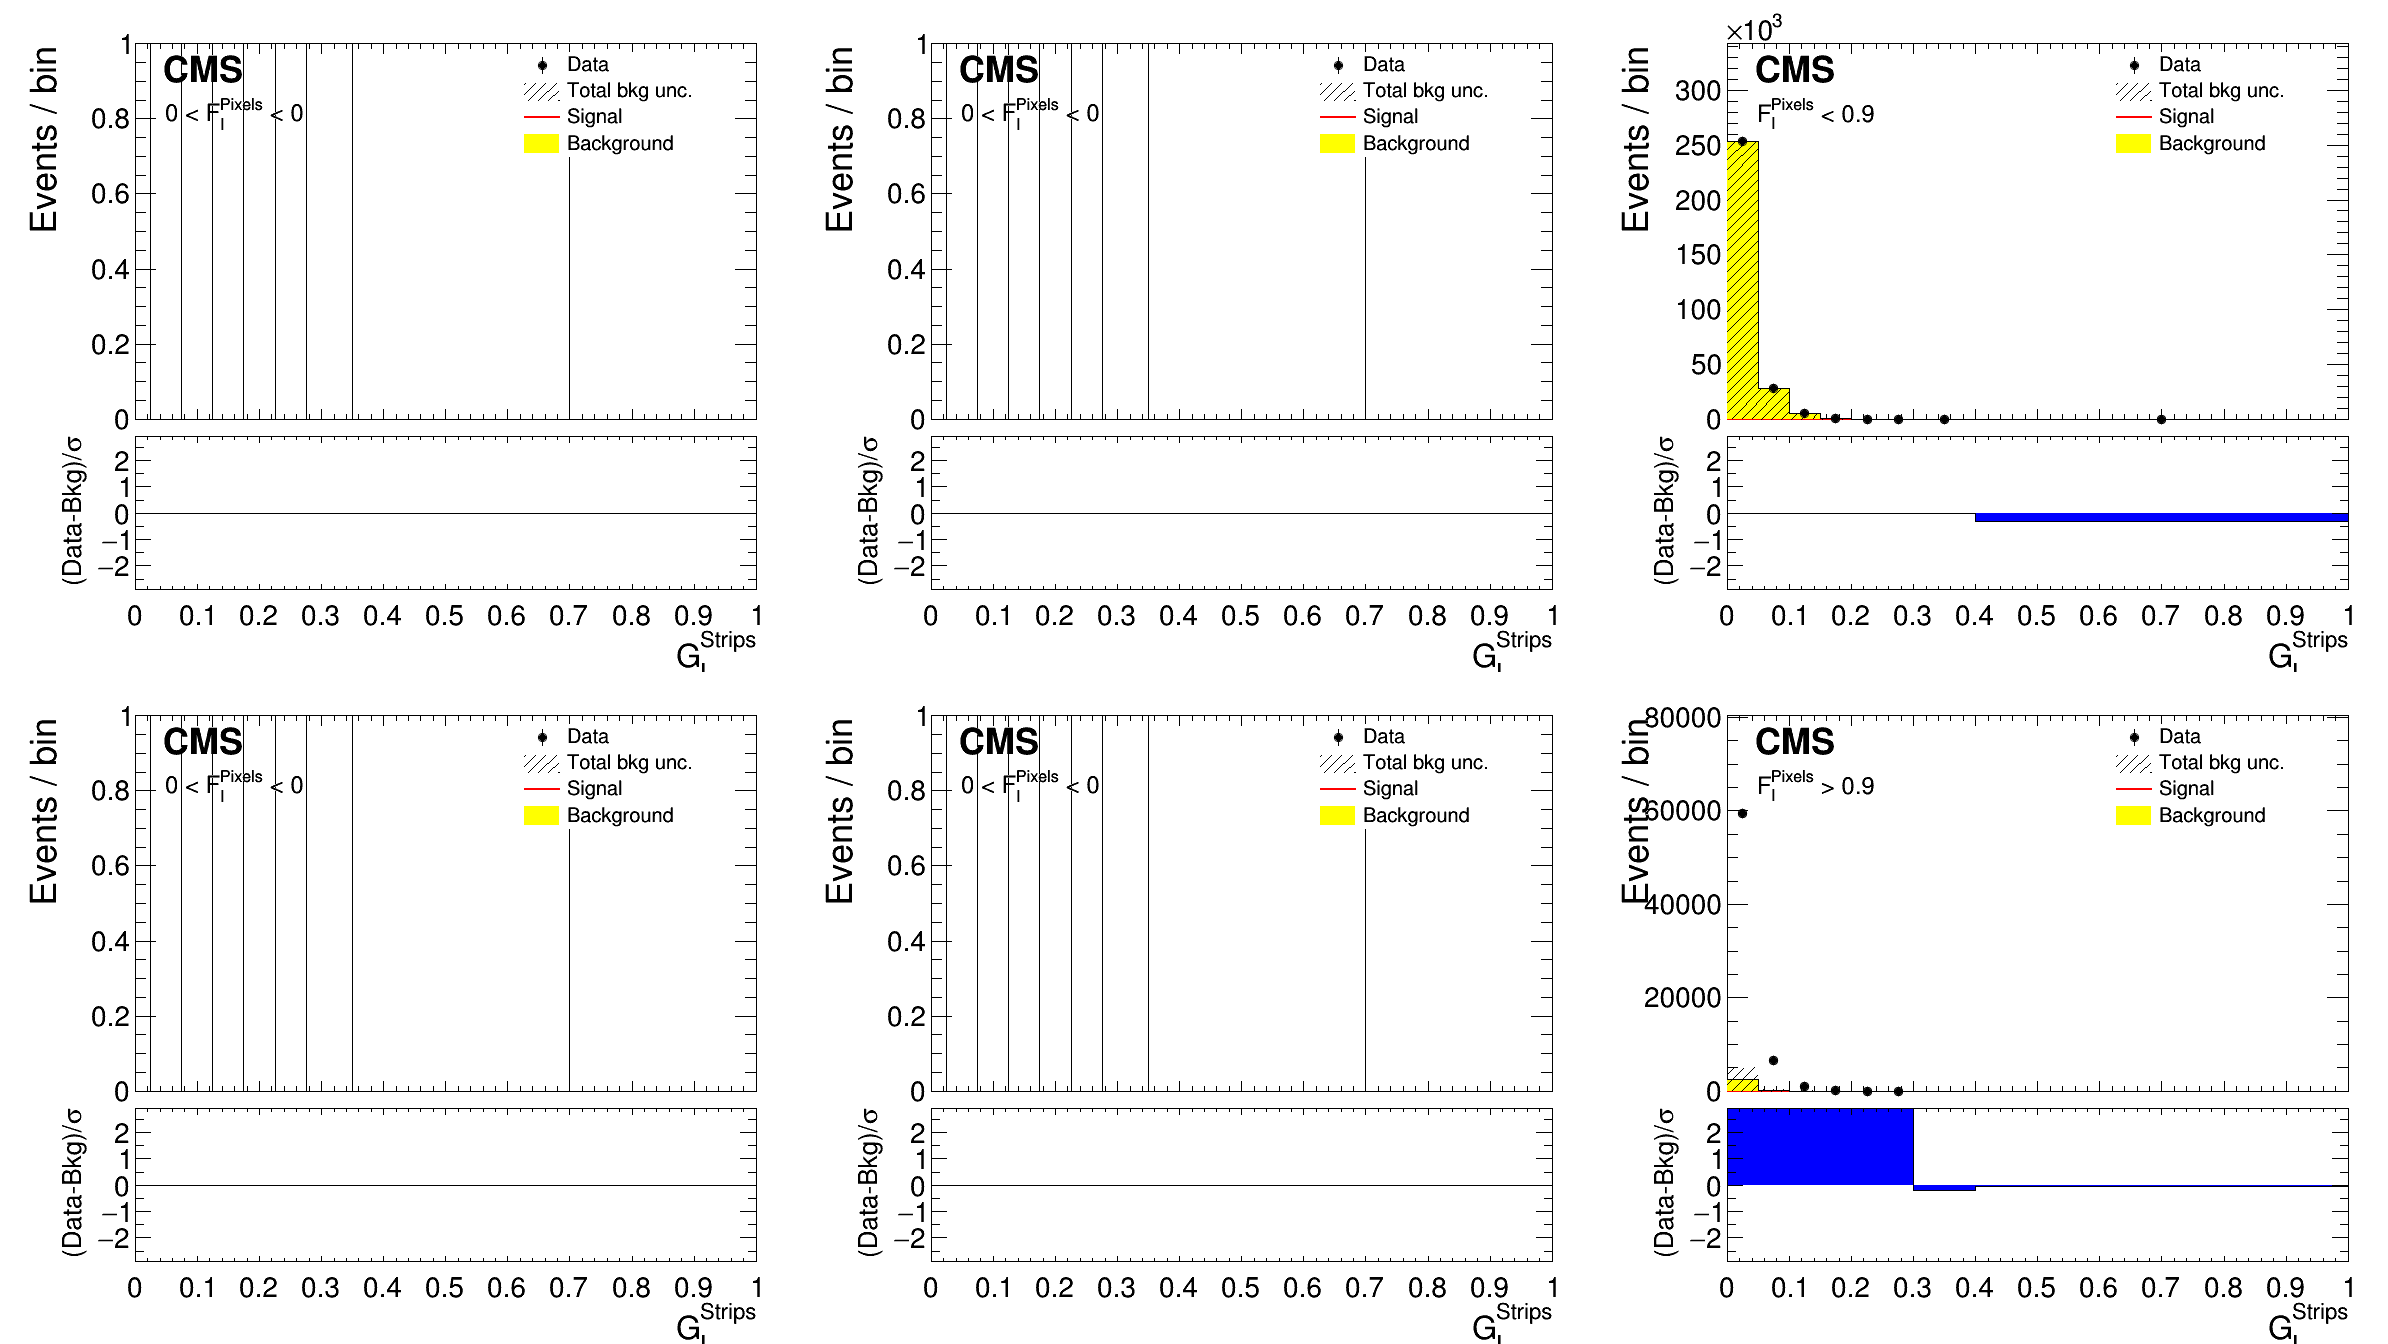 1
CMS
0 < F_l^Pixels < 0
Data
Total bkg unc.
Signal
Background
Events / bin
0.8
0.6
0.4
0.2
0
(Data-Bkg)/σ
2
1
0
−1
−2
0 0.1 0.2 0.3 0.4 0.5 0.6 0.7 0.8 0.9 1
G_l^Strips
1
CMS
0 < F_l^Pixels < 0
Data
Total bkg unc.
Signal
Background
Events / bin
0.8
0.6
0.4
0.2
0
(Data-Bkg)/σ
2
1
0
−1
−2
0 0.1 0.2 0.3 0.4 0.5 0.6 0.7 0.8 0.9 1
G_l^Strips
×10^3
CMS
F_l^Pixels < 0.9
Data
Total bkg unc.
Signal
Background
Events / bin
300
250
200
150
100
50
0
(Data-Bkg)/σ
2
1
0
−1
−2
0 0.1 0.2 0.3 0.4 0.5 0.6 0.7 0.8 0.9 1
G_l^Strips
1
CMS
0 < F_l^Pixels < 0
Data
Total bkg unc.
Signal
Background
Events / bin
0.8
0.6
0.4
0.2
0
(Data-Bkg)/σ
2
1
0
−1
−2
0 0.1 0.2 0.3 0.4 0.5 0.6 0.7 0.8 0.9 1
G_l^Strips
1
CMS
0 < F_l^Pixels < 0
Data
Total bkg unc.
Signal
Background
Events / bin
0.8
0.6
0.4
0.2
0
(Data-Bkg)/σ
2
1
0
−1
−2
0 0.1 0.2 0.3 0.4 0.5 0.6 0.7 0.8 0.9 1
G_l^Strips
80000
CMS
F_l^Pixels > 0.9
Data
Total bkg unc.
Signal
Background
Events / bin
60000
40000
20000
0
(Data-Bkg)/σ
2
1
0
−1
−2
0 0.1 0.2 0.3 0.4 0.5 0.6 0.7 0.8 0.9 1
G_l^Strips